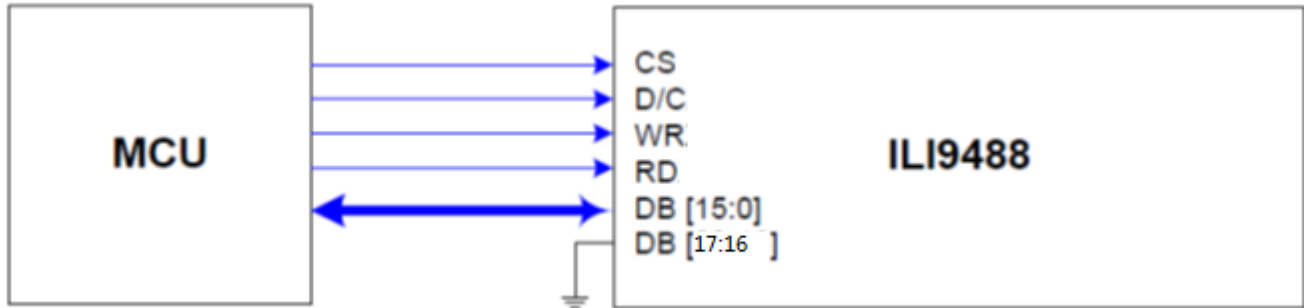 MCU
CS
D/C
WR
RD
DB [15:0]
DB [17:16 ]
ILI9488